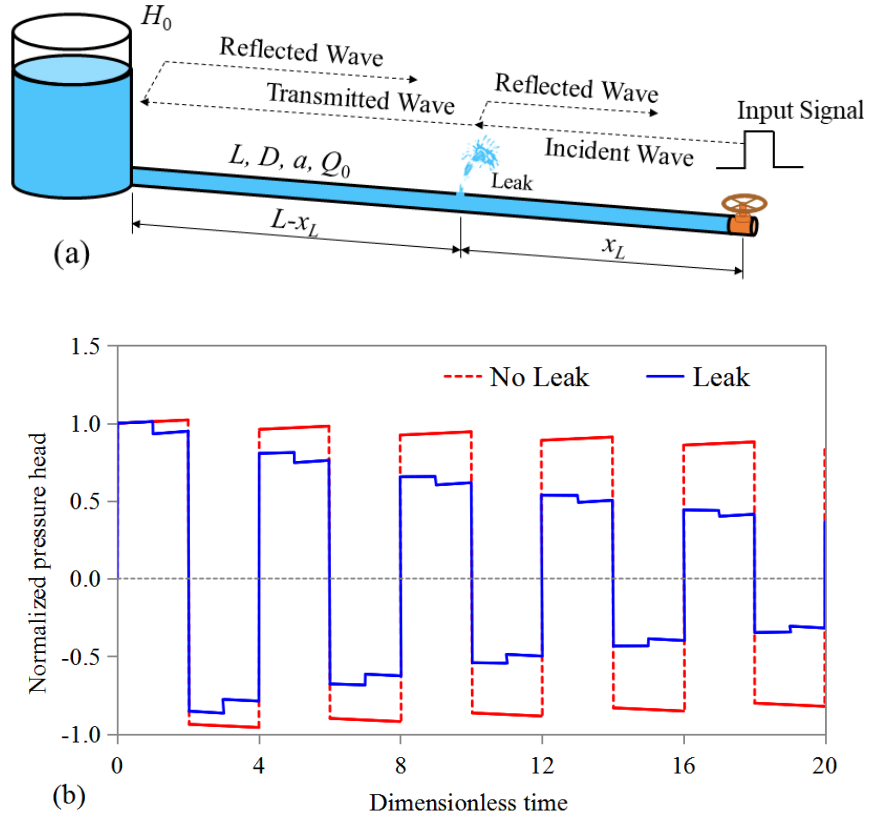 H₀
Reflected Wave
Transmitted Wave
Reflected Wave
Incident Wave
Input Signal
L, D, a, Q₀
Leak
L-x_L
x_L
(a)
1.5
1.0
0.5
0.0
-0.5
-1.0
Normalized pressure head
No Leak
Leak
0 4 8 12 16 20
Dimensionless time
(b)